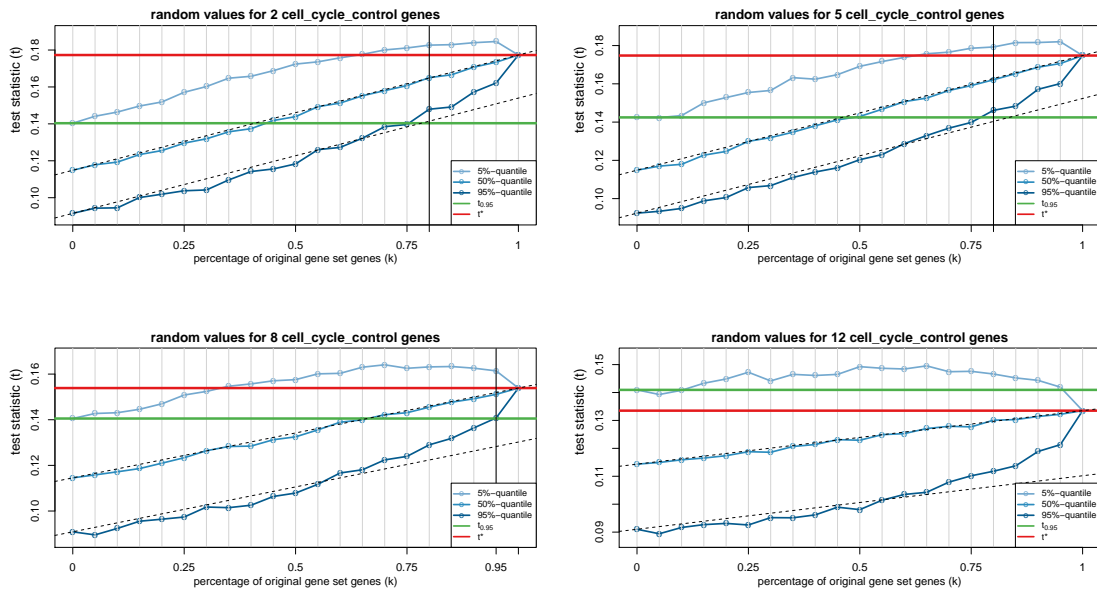 random values for 2 cell_cycle_control genes
test statistic (t)
0.18
0.16
0.14
0.12
0.10
5%−quantile
50%−quantile
95%−quantile
t0.95
t*
0
0.25
0.5
0.75
1
percentage of original gene set genes (k)
random values for 5 cell_cycle_control genes
test statistic (t)
0.18
0.16
0.14
0.12
0.10
5%−quantile
50%−quantile
95%−quantile
t0.95
t*
0
0.25
0.5
0.75
1
percentage of original gene set genes (k)
random values for 8 cell_cycle_control genes
test statistic (t)
0.16
0.14
0.12
0.10
5%−quantile
50%−quantile
95%−quantile
t0.95
t*
0
0.25
0.5
0.75
0.95
percentage of original gene set genes (k)
random values for 12 cell_cycle_control genes
test statistic (t)
0.15
0.13
0.11
0.09
5%−quantile
50%−quantile
95%−quantile
t0.95
t*
0
0.25
0.5
0.75
1
percentage of original gene set genes (k)